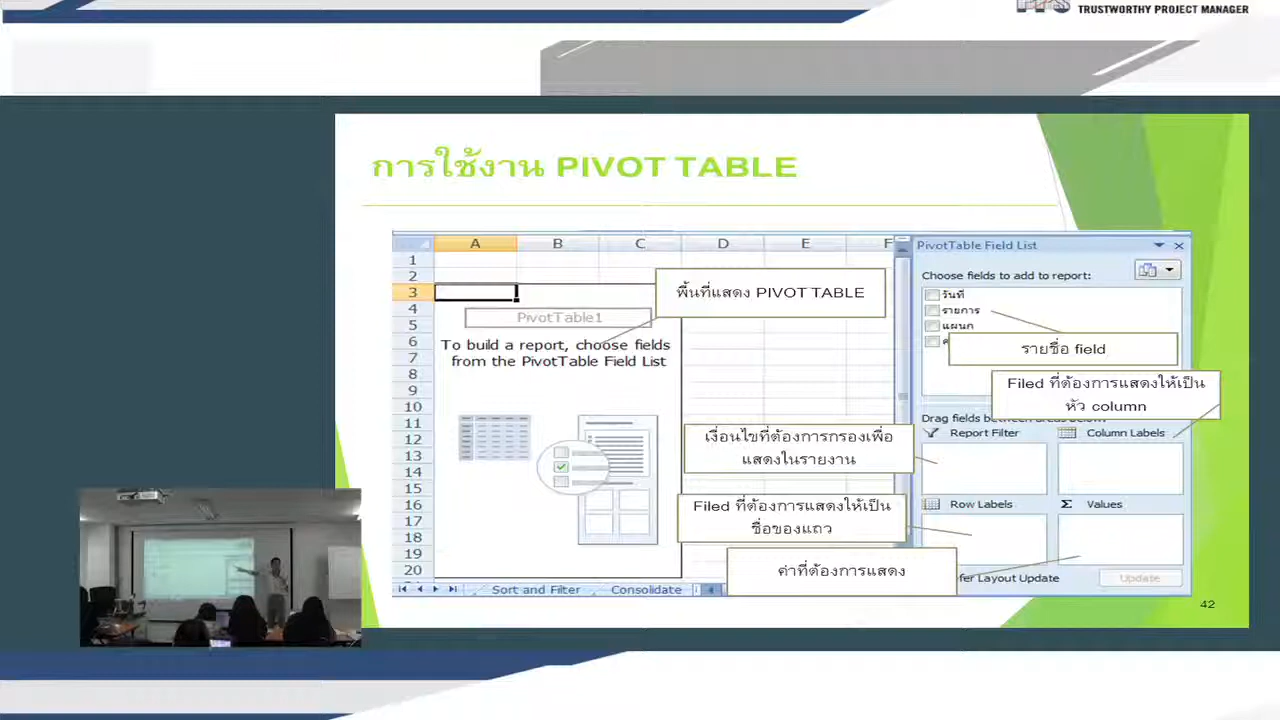 TRUSTWORTHY PROJECT MANAGER
การใช้งาน PIVOT TABLE
A B C D E F
PivotTable Field List
1
2
3
4
5
6
7
8
9
10
11
12
13
14
15
16
17
18
19
20
Choose fields to add to report:
วันที่
รายการ
แผนก
พื้นที่แสดง PIVOT TABLE
PivotTable1
To build a report, choose fields
from the PivotTable Field List
รายชื่อ field
Filed ที่ต้องการแสดงให้เป็น
หัว column
Drag fields between areas below
เงื่อนไขที่ต้องการกรองเพื่อ
แสดงในรายงาน
Report Filter
Column Labels
Filed ที่ต้องการแสดงให้เป็น
ชื่อของแถว
Row Labels
Σ Values
ค่าที่ต้องการแสดง
fer Layout Update
Update
Sort and Filter
Consolidate
42